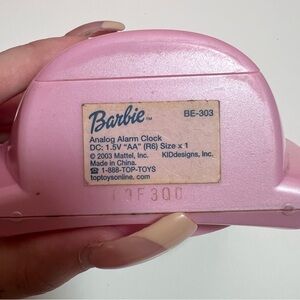 Barbie™ BE-303
Analog Alarm Clock
DC: 1.5V "AA" (R6) Size x 1
© 2003 Mattel, Inc. KIDdesigns, Inc.
Made in China.
☎ 1-888-TOP-TOYS
toptoysonline.com.